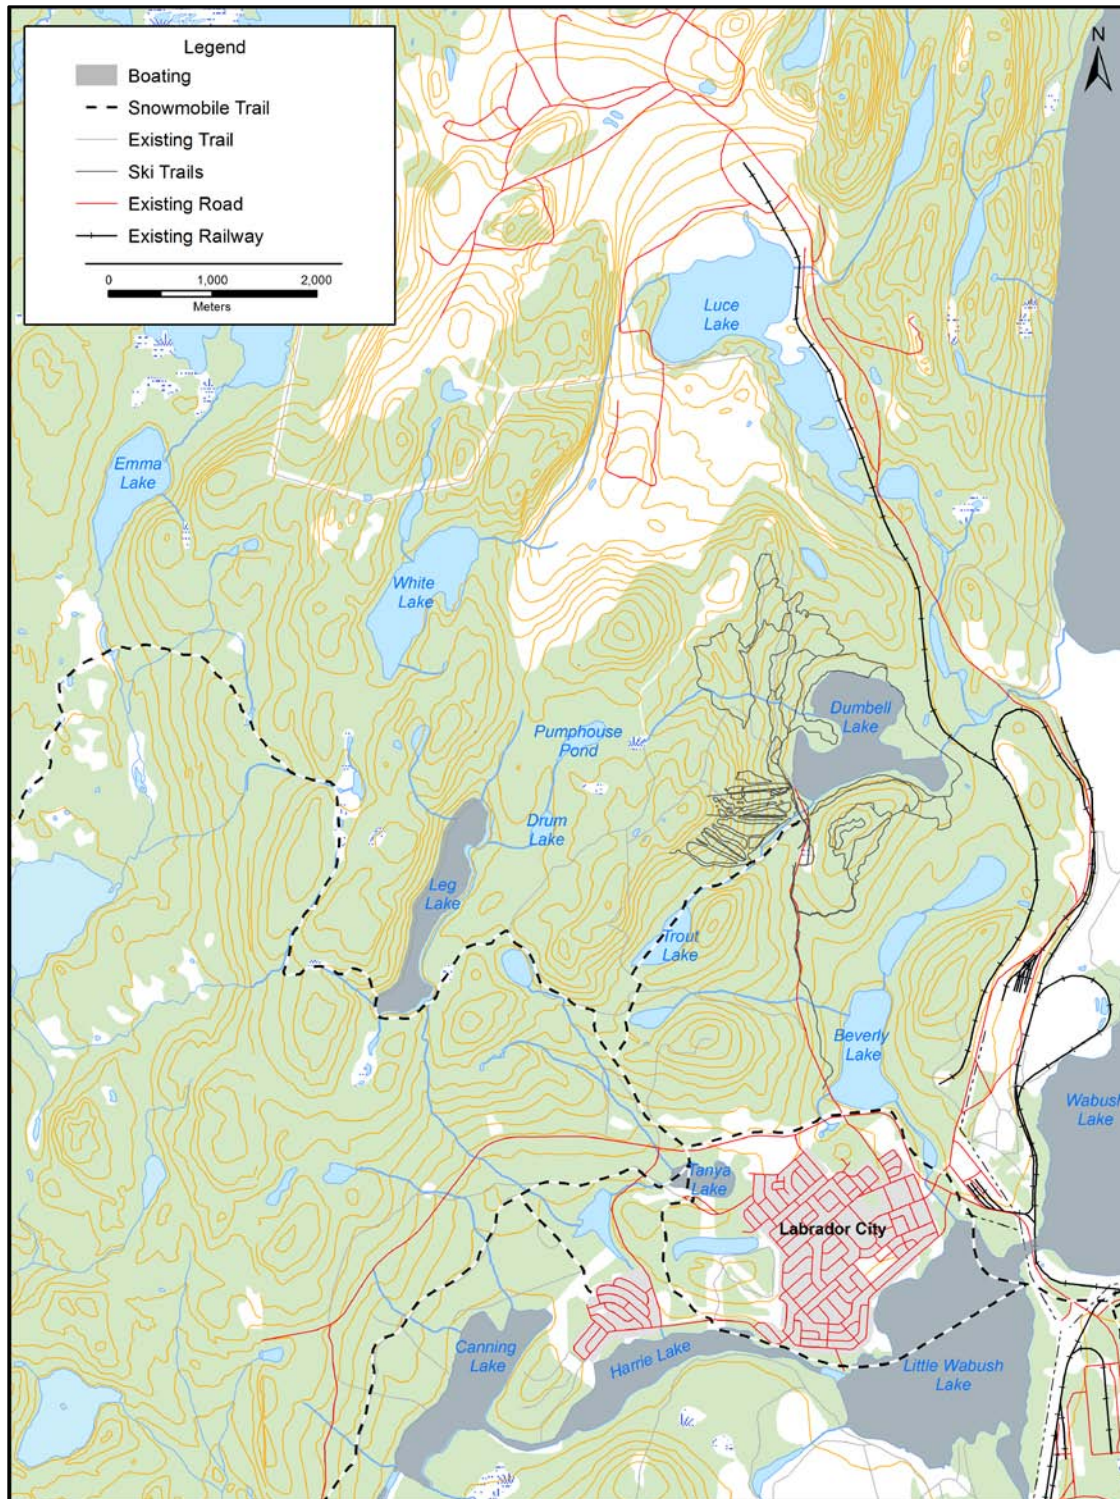 Legend
Boating
Snowmobile Trail
Existing Trail
Ski Trails
Existing Road
Existing Railway
0 1,000 2,000
Meters
N
Luce
Lake
Emma
Lake
White
Lake
Dumbell
Lake
Pumphouse
Pond
Drum
Lake
Leg
Lake
Trout
Lake
Beverly
Lake
Wabush
Lake
Tanya
Lake
Labrador City
Canning
Lake
Harrie Lake
Little Wabush
Lake